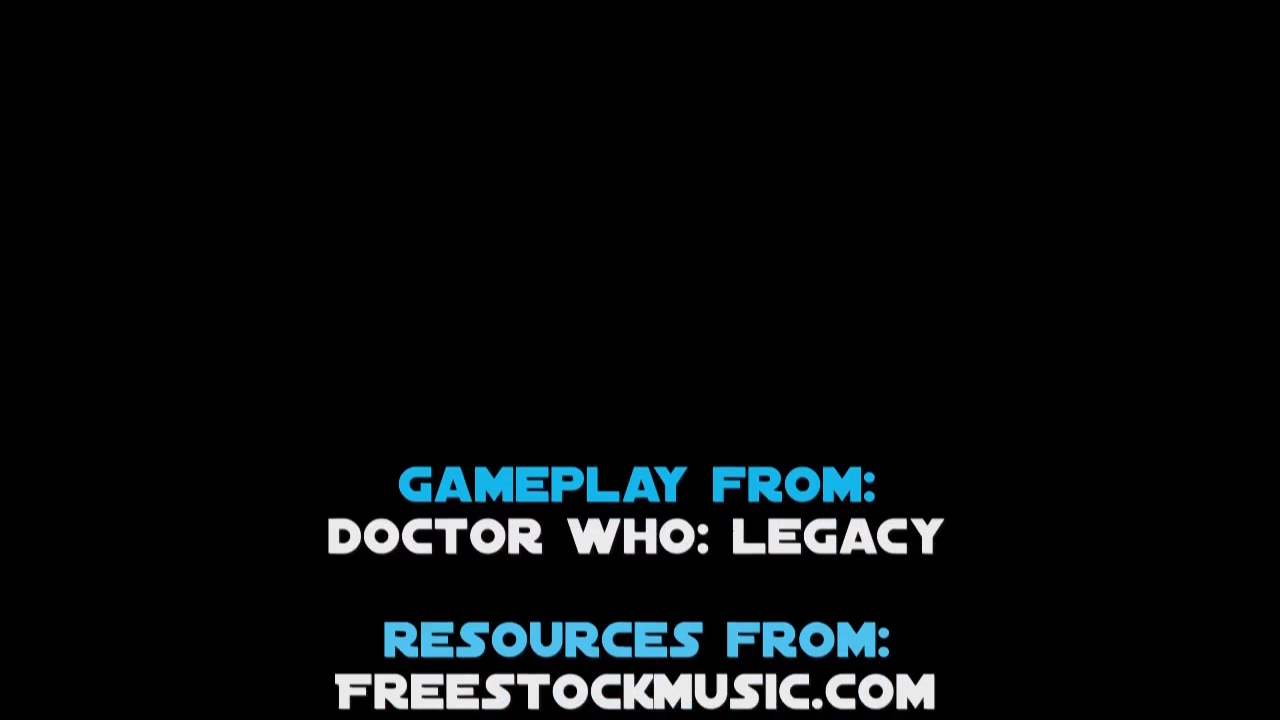 GAMEPLAY FROM:
DOCTOR WHO: LEGACY
RESOURCES FROM:
FREESTOCKMUSIC.COM